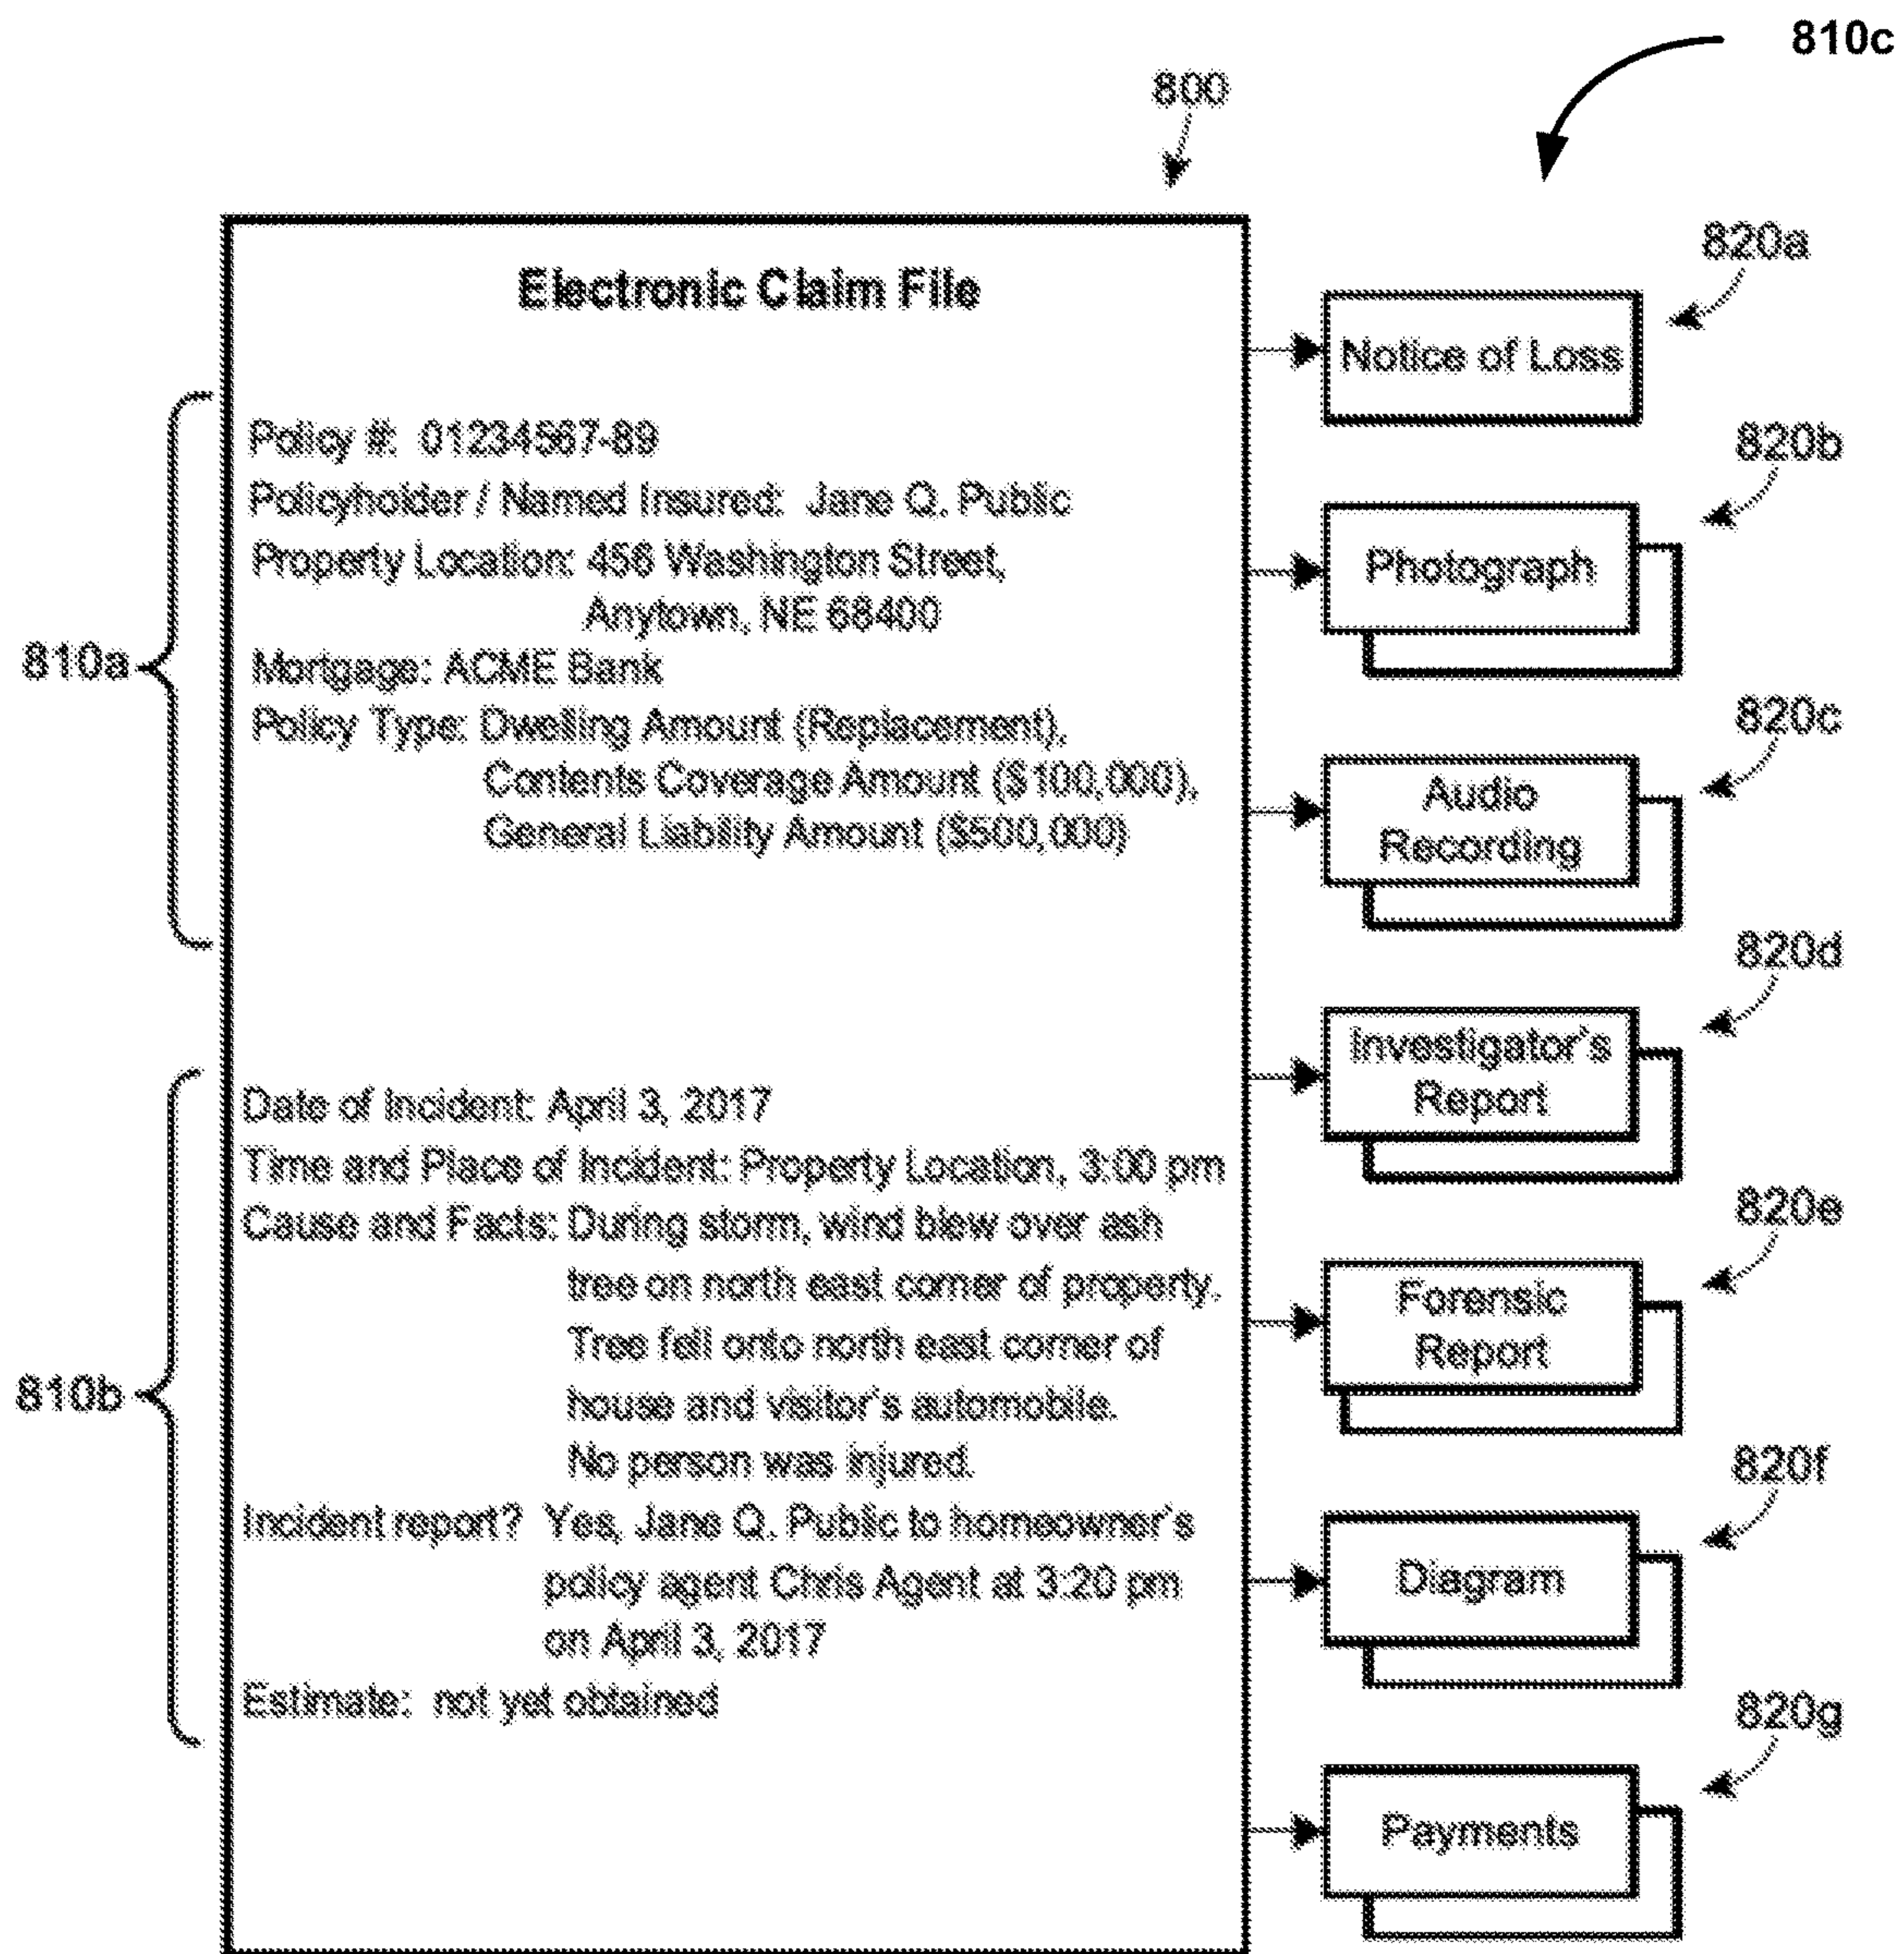 810c
800
Electronic Claim File
810a
Policy #: 01234567-89
Policyholder / Named Insured: Jane Q. Public
Property Location: 456 Washington Street,
Anytown, NE 68400
Mortgage: ACME Bank
Policy Type: Dwelling Amount (Replacement),
Contents Coverage Amount ($100,000),
General Liability Amount ($500,000)
810b
Date of Incident: April 3, 2017
Time and Place of Incident: Property Location, 3:00 pm
Cause and Facts: During storm, wind blew over ash
tree on north east corner of property.
Tree fell onto north east corner of
house and visitor's automobile.
No person was injured.
Incident report? Yes, Jane Q. Public to homeowner's
policy agent Chris Agent at 3:20 pm
on April 3, 2017
Estimate: not yet obtained
820a
Notice of Loss
820b
Photograph
820c
Audio
Recording
820d
Investigator's
Report
820e
Forensic
Report
820f
Diagram
820g
Payments